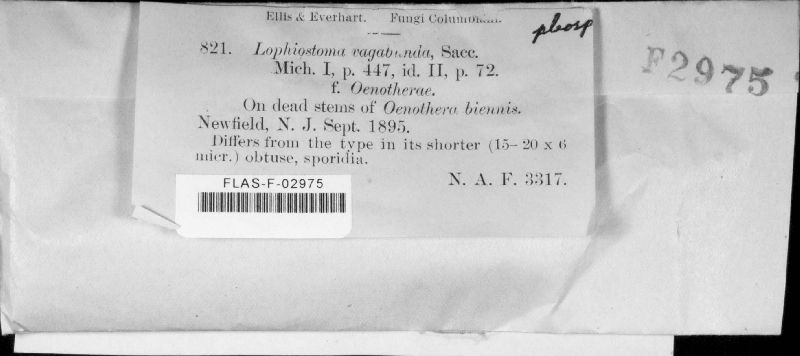 Ellis & Everhart. Fungi Columbiani.
pleosp
821. Lophiostoma vagabunda, Sacc.
Mich. I, p. 447, id. II, p. 72.
f. Oenotherae.
On dead stems of Oenothera biennis.
Newfield, N. J. Sept. 1895.
Differs from the type in its shorter (15–20 x 6
micr.) obtuse, sporidia.
N. A. F. 3317.
FLAS-F-02975
F2975